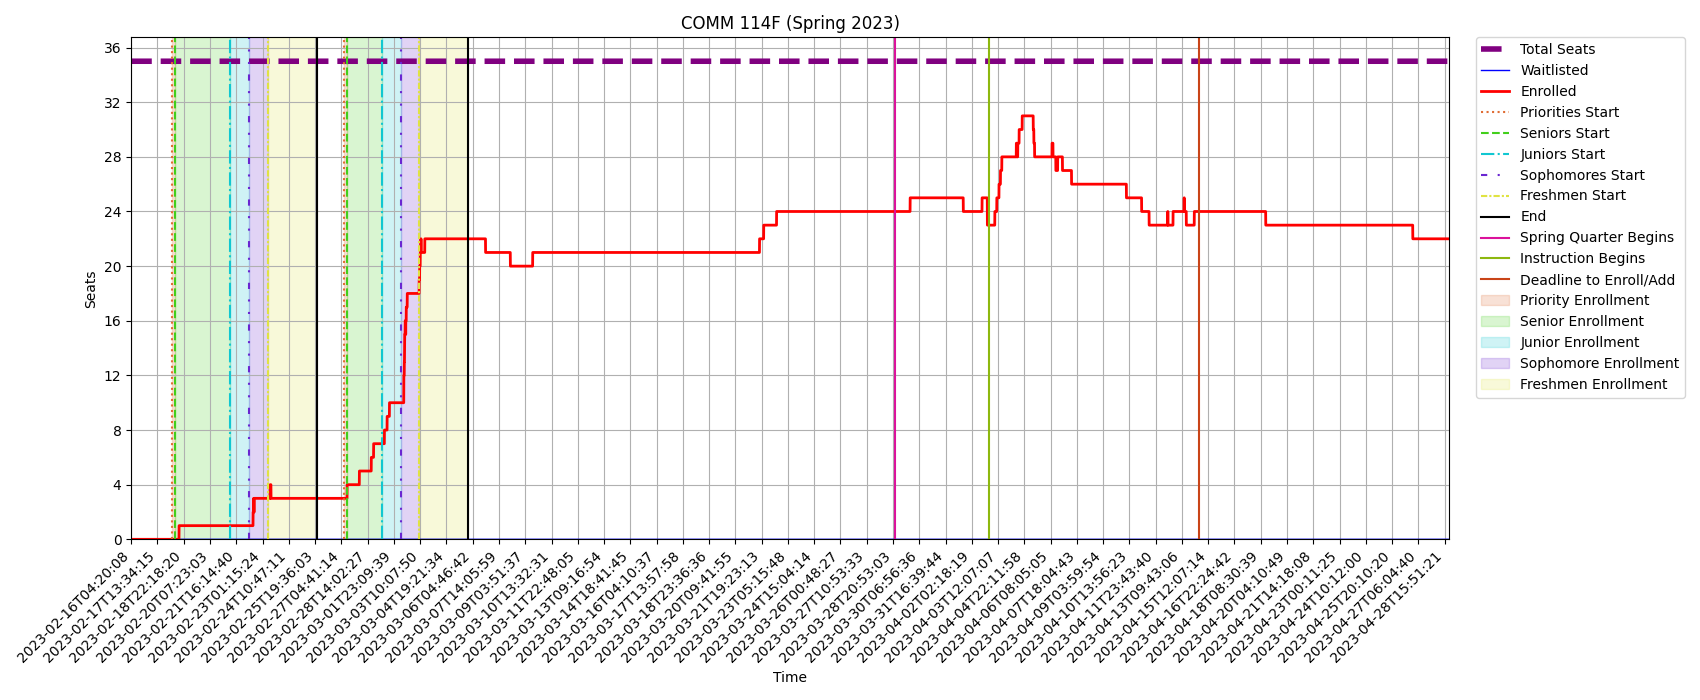 COMM 114F (Spring 2023)
Seats
36
32
28
24
20
16
12
8
4
0
2023-02-16T04:20:08
2023-02-17T13:34:15
2023-02-18T22:18:20
2023-02-20T07:23:03
2023-02-21T16:14:40
2023-02-23T01:15:24
2023-02-24T10:47:11
2023-02-25T19:36:03
2023-02-27T04:41:14
2023-02-28T14:02:27
2023-03-01T23:09:39
2023-03-03T10:07:50
2023-03-04T19:21:34
2023-03-06T04:46:42
2023-03-07T14:05:59
2023-03-09T03:51:37
2023-03-10T13:32:31
2023-03-11T22:48:05
2023-03-13T09:16:54
2023-03-14T18:41:45
2023-03-16T04:10:37
2023-03-17T13:57:58
2023-03-18T23:36:36
2023-03-20T09:41:55
2023-03-21T19:23:13
2023-03-23T05:15:48
2023-03-24T15:04:14
2023-03-26T00:48:27
2023-03-27T10:53:33
2023-03-28T20:53:03
2023-03-30T06:56:36
2023-03-31T16:39:44
2023-04-02T02:18:19
2023-04-03T12:07:07
2023-04-04T22:11:58
2023-04-06T08:05:05
2023-04-07T18:04:43
2023-04-09T03:59:54
2023-04-10T13:56:23
2023-04-11T23:43:40
2023-04-13T09:43:06
2023-04-15T12:07:14
2023-04-16T22:24:42
2023-04-18T08:30:39
2023-04-20T04:10:49
2023-04-21T14:18:08
2023-04-23T00:11:25
2023-04-24T10:12:00
2023-04-25T20:10:20
2023-04-27T06:04:40
2023-04-28T15:51:21
Time
Total Seats
Waitlisted
Enrolled
Priorities Start
Seniors Start
Juniors Start
Sophomores Start
Freshmen Start
End
Spring Quarter Begins
Instruction Begins
Deadline to Enroll/Add
Priority Enrollment
Senior Enrollment
Junior Enrollment
Sophomore Enrollment
Freshmen Enrollment